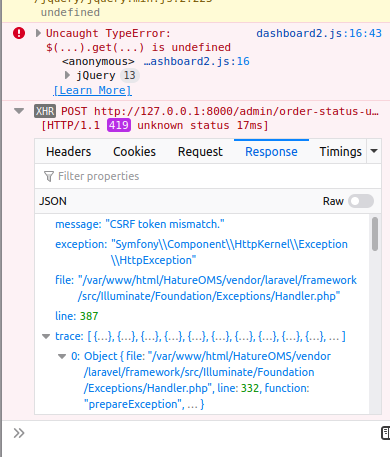 /jquery/jquery.min.js:2:225
undefined
Uncaught TypeError: dashboard2.js:16:43
$(...).get(...) is undefined
<anonymous> …ashboard2.js:16
jQuery 13
[Learn More]
XHR POST http://127.0.0.1:8000/admin/order-status-u…
[HTTP/1.1 419 unknown status 17ms]
Headers Cookies Request Response Timings
Filter properties
JSON Raw
message: "CSRF token mismatch."
exception: "Symfony\\Component\\HttpKernel\\Exception
\\HttpException"
file: "/var/www/html/HatureOMS/vendor/laravel/framework
/src/Illuminate/Foundation/Exceptions/Handler.php"
line: 387
trace: [ {…}, {…}, {…}, {…}, {…}, {…}, {…}, {…}, {…}, {…}, … ]
0: Object { file: "/var/www/html/HatureOMS/vendor
/laravel/framework/src/Illuminate/Foundation
/Exceptions/Handler.php", line: 332, function:
"prepareException", … }